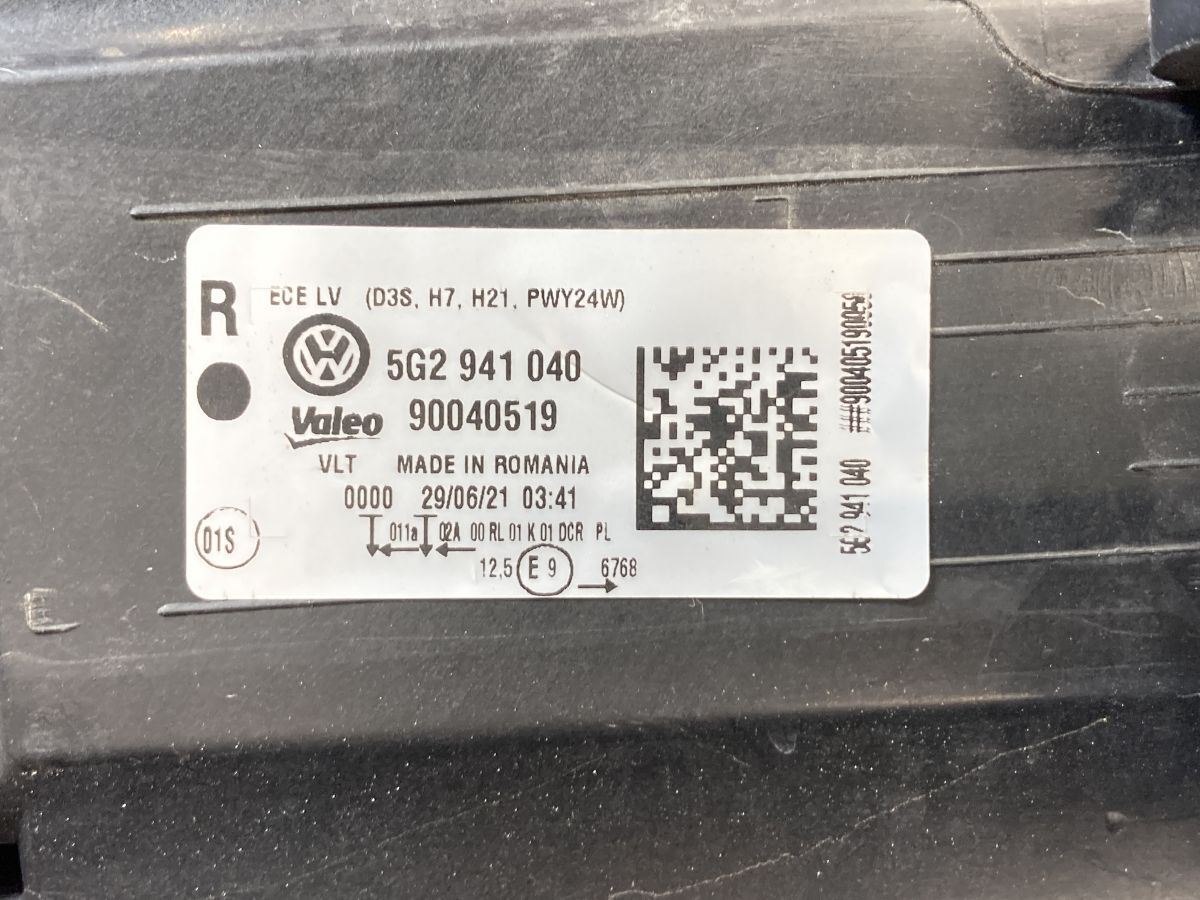 R
ECE LV (D3S, H7, H21, PWY24W)
5G2 941 040
Valeo 90040519
VLT MADE IN ROMANIA
0000 29/06/21 03:41
011a 02A 00 RL 01 K 01 DCR PL
01S
12,5 E 9 6768
941 040